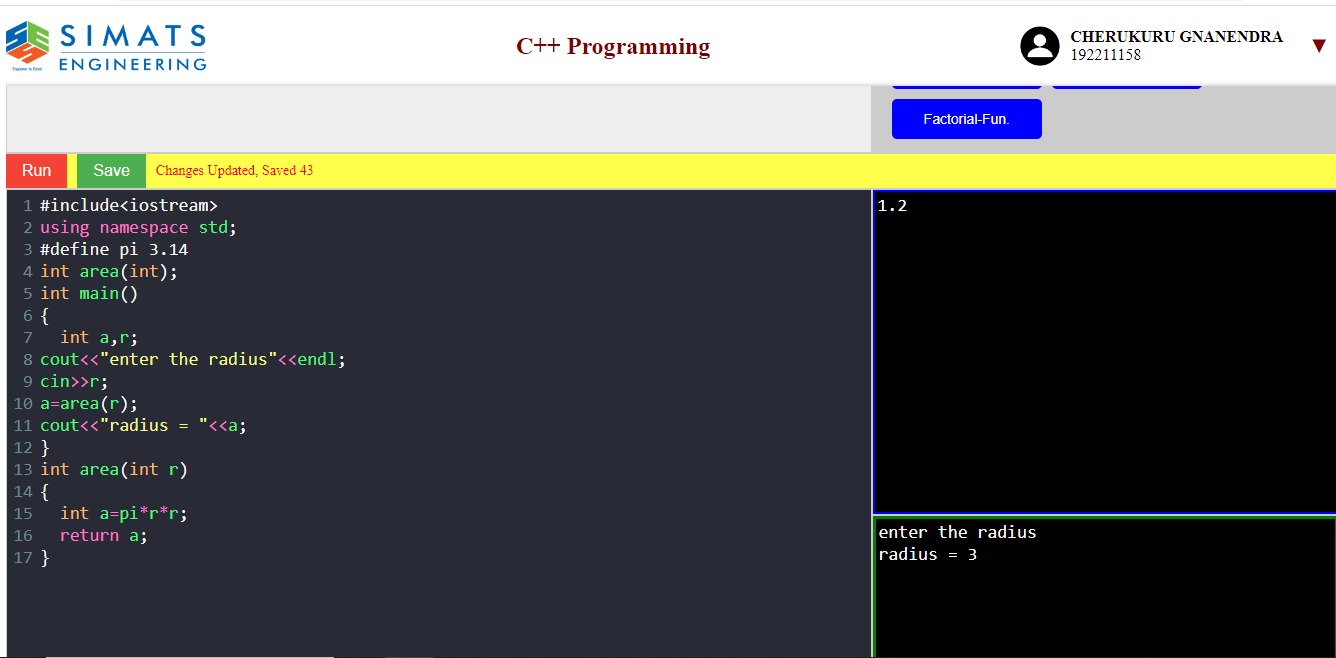 SIMATS
ENGINEERING
Engineer to Excel
C++ Programming
CHERUKURU GNANENDRA
192211158
▼
Factorial-Fun.
Run
Save
Changes Updated, Saved 43
1 #include<iostream>
2 using namespace std;
3 #define pi 3.14
4 int area(int);
5 int main()
6 {
7   int a,r;
8 cout<<"enter the radius"<<endl;
9 cin>>r;
10 a=area(r);
11 cout<<"radius = "<<a;
12 }
13 int area(int r)
14 {
15   int a=pi*r*r;
16   return a;
17 }
1.2
enter the radius
radius = 3